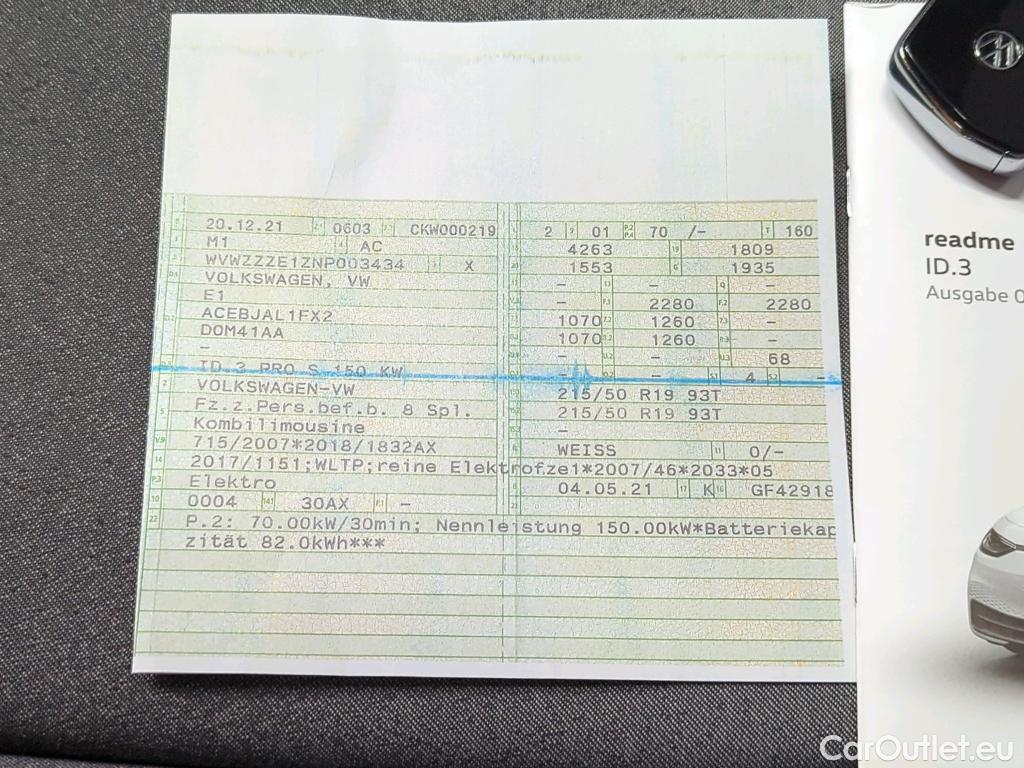 20.12.21 0603 CKW000219 2 01 70 /- 160
M1 AC 4263 1809
WVWZZZE1ZNP003434 X 1553 1935
VOLKSWAGEN, VW - - -
E1 - 2280 2280
ACEBJAL1FX2 1070 1260 -
DOM41AA 1070 1260 -
- - - 68
ID.3 PRO S 150 KW - - 4 -
VOLKSWAGEN-VW 215/50 R19 93T
Fz.z.Pers.bef.b. 8 Spl. 215/50 R19 93T
Kombilimousine -
715/2007*2018/1832AX WEISS 0/-
2017/1151;WLTP;reine Elektrofze1*2007/46*2033*05
Elektro 04.05.21 K GF42918
0004 30AX -
P.2: 70.00kW/30min; Nennleistung 150.00kW*Batteriekap
zität 82.0kWh***
readme
ID.3
Ausgabe 0
CarOutlet.eu